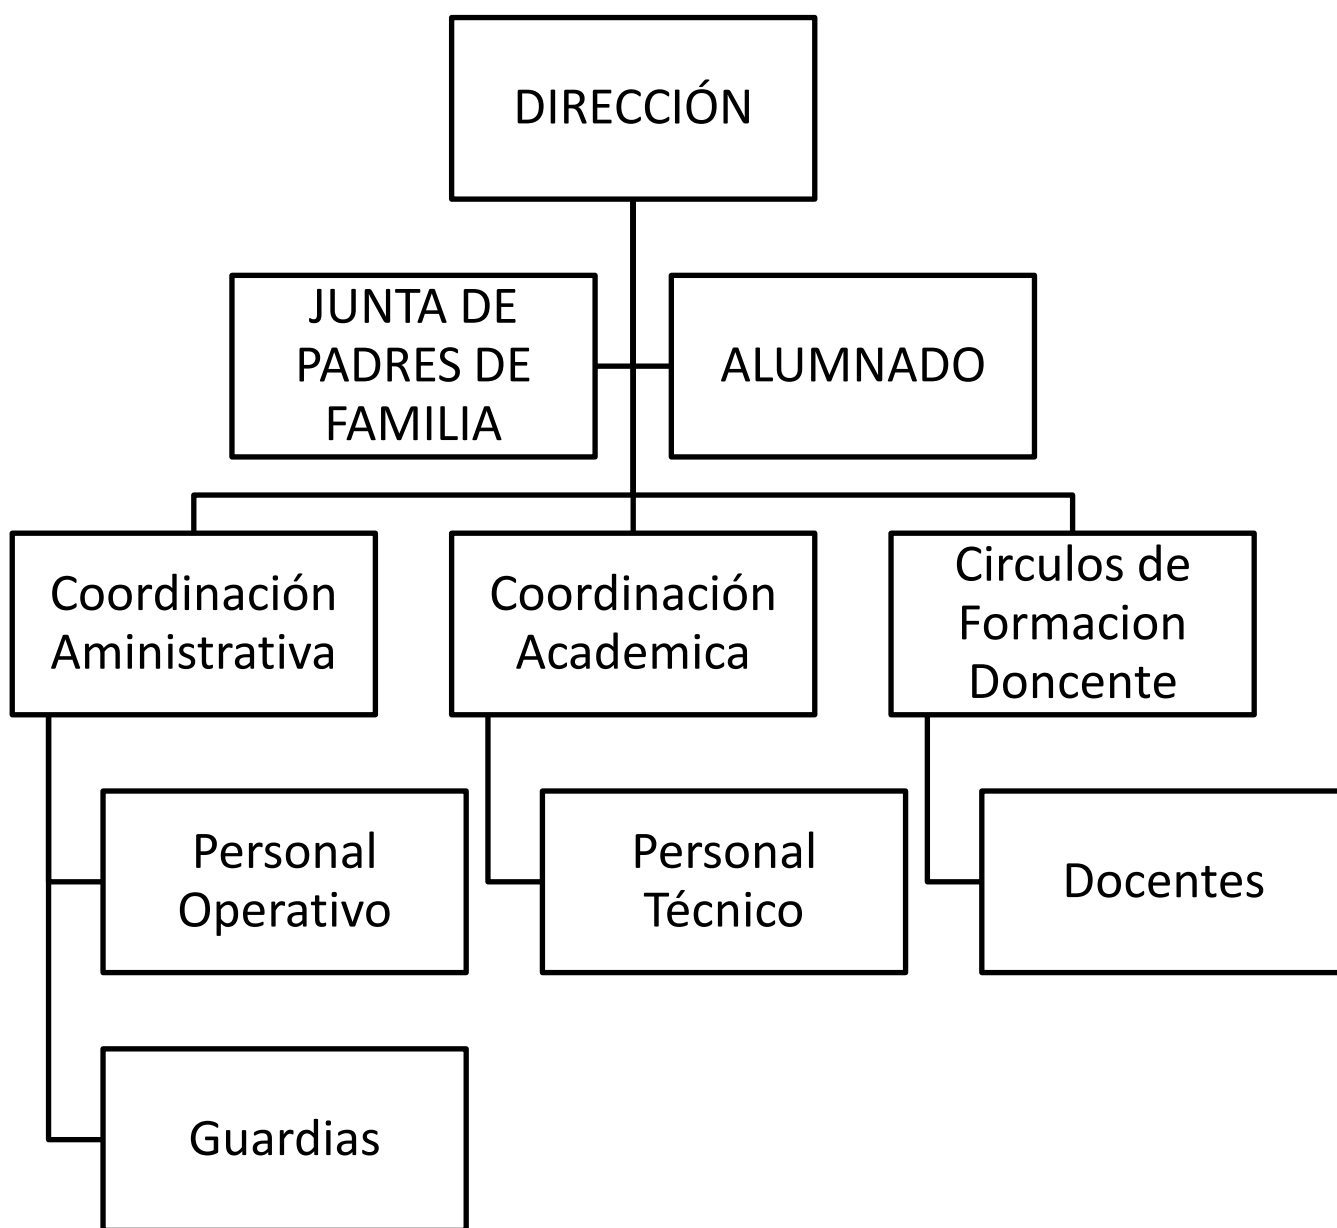 DIRECCIÓN
JUNTA DE
PADRES DE
FAMILIA
ALUMNADO
Coordinación
Aministrativa
Coordinación
Academica
Circulos de
Formacion
Doncente
Personal
Operativo
Personal
Técnico
Docentes
Guardias